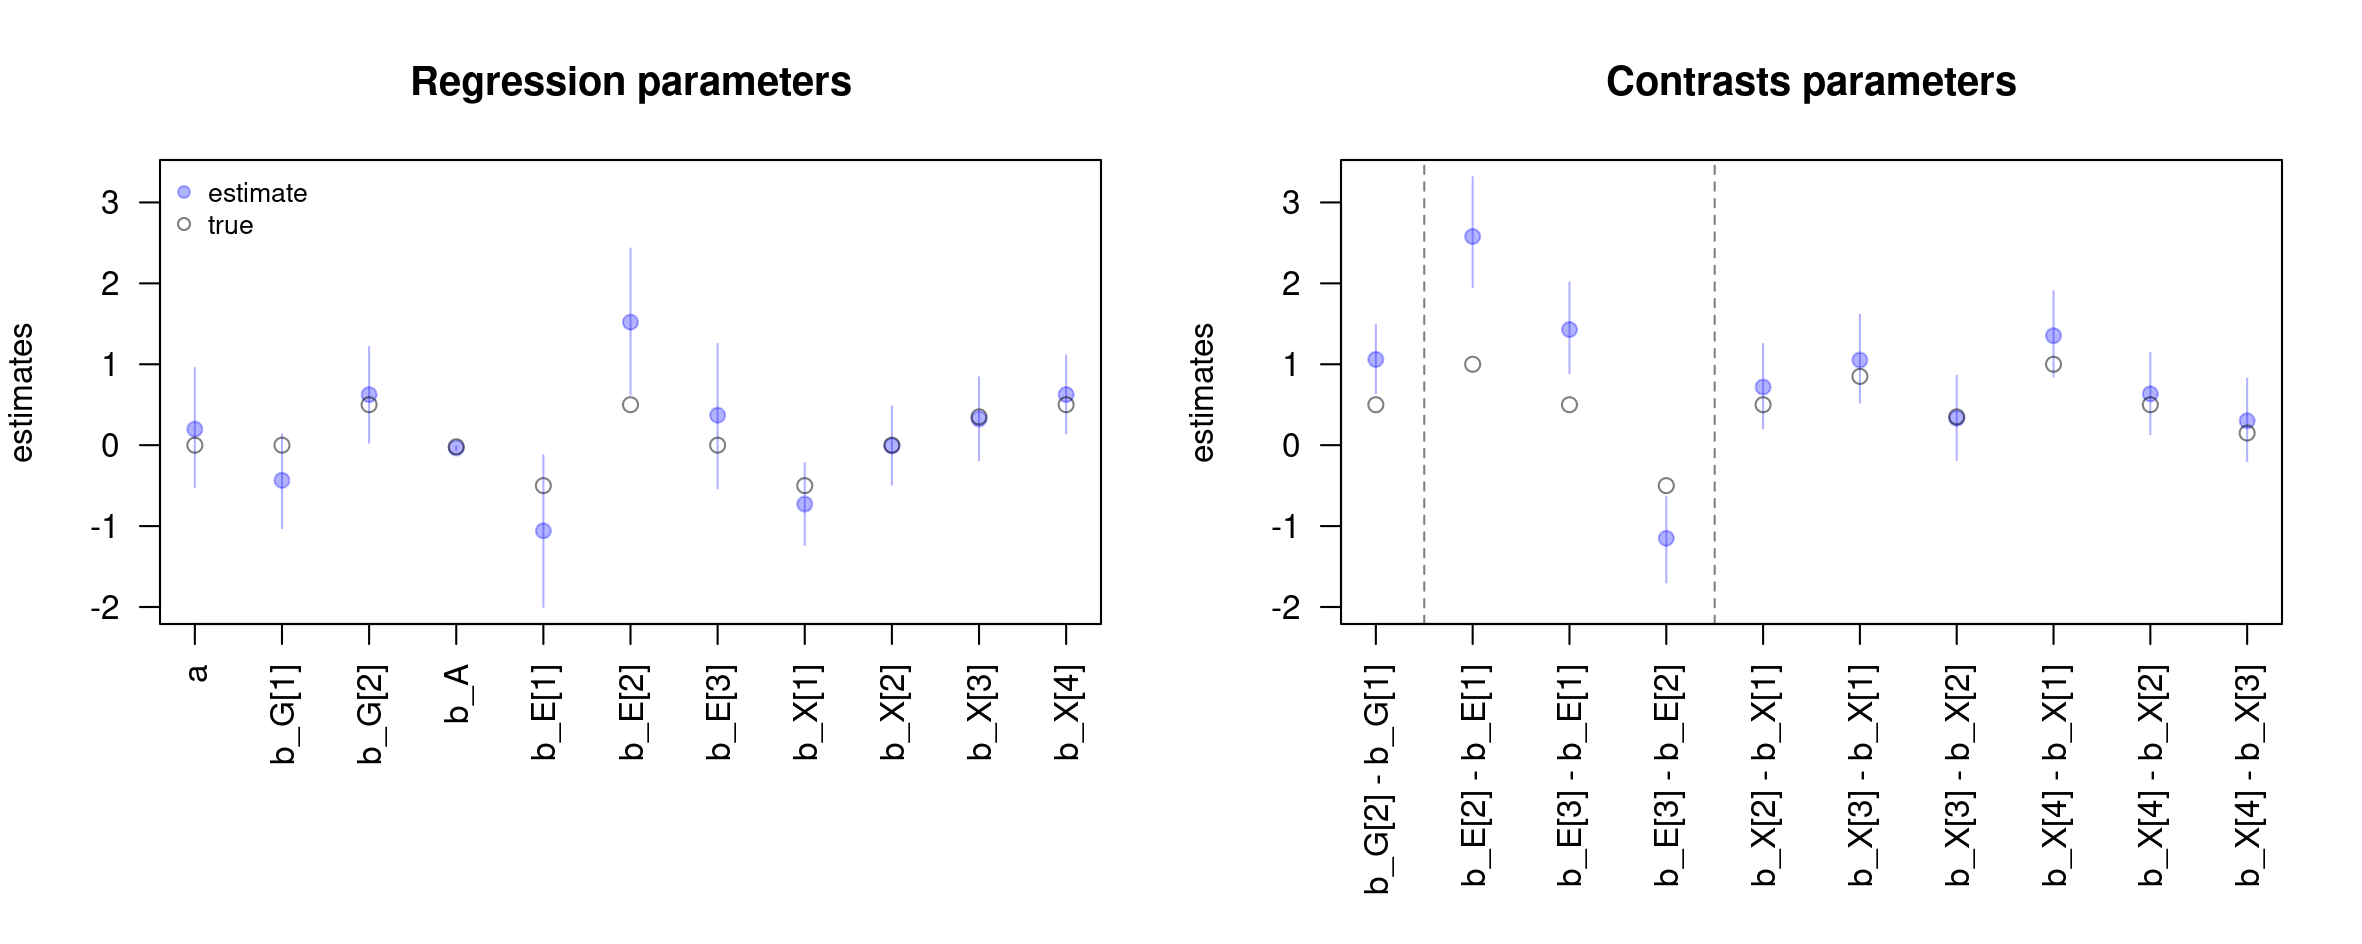 Regression parameters
estimates
3
2
1
0
-1
-2
estimate
true
a
b_G[1]
b_G[2]
b_A
b_E[1]
b_E[2]
b_E[3]
b_X[1]
b_X[2]
b_X[3]
b_X[4]
Contrasts parameters
estimates
3
2
1
0
-1
-2
b_G[2] - b_G[1]
b_E[2] - b_E[1]
b_E[3] - b_E[1]
b_E[3] - b_E[2]
b_X[2] - b_X[1]
b_X[3] - b_X[1]
b_X[3] - b_X[2]
b_X[4] - b_X[1]
b_X[4] - b_X[2]
b_X[4] - b_X[3]